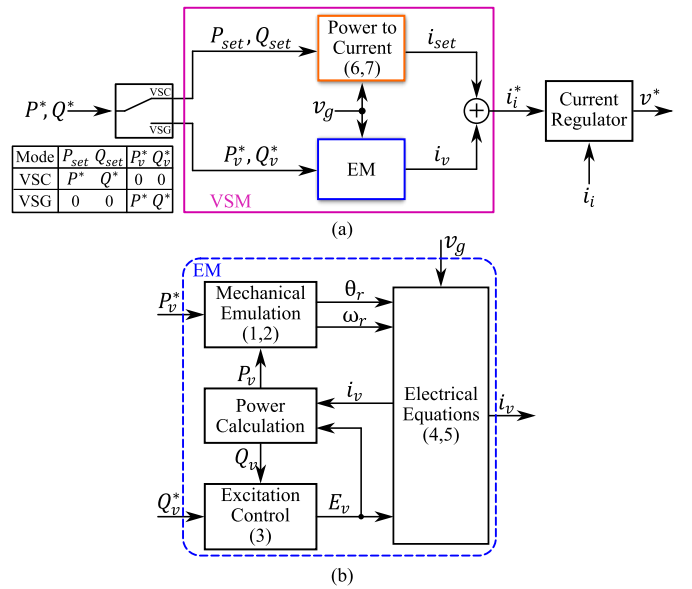 P*, Q*
VSC
VSG
Mode P_set Q_set P_v* Q_v*
VSC P* Q* 0 0
VSG 0 0 P* Q*
P_set, Q_set
P_v*, Q_v*
Power to
Current
(6,7)
v_g
EM
i_set
i_v
+
i_i*
Current
Regulator
v*
i_i
VSM
(a)
EM
v_g
P_v*
Mechanical
Emulation
(1,2)
θ_r
ω_r
P_v
Power
Calculation
i_v
Electrical
Equations
(4,5)
i_v
Q_v
Q_v*
Excitation
Control
(3)
E_v
(b)